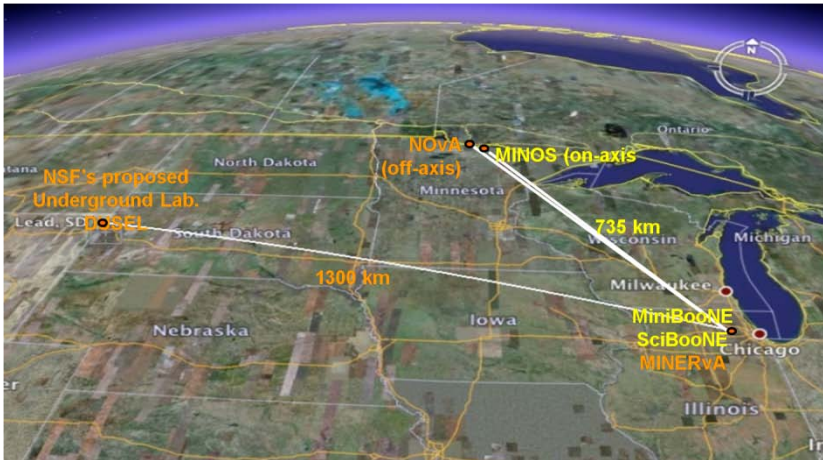 N
Ontario
NOvA
(off-axis)
MINOS (on-axis
North Dakota
Minnesota
NSF's proposed
Underground Lab.
DUSEL
Lead, SD
South Dakota
735 km
Wisconsin
Michigan
1300 km
Milwaukee
Nebraska
Iowa
MiniBooNE
SciBooNE
MINERvA
Chicago
Illinois